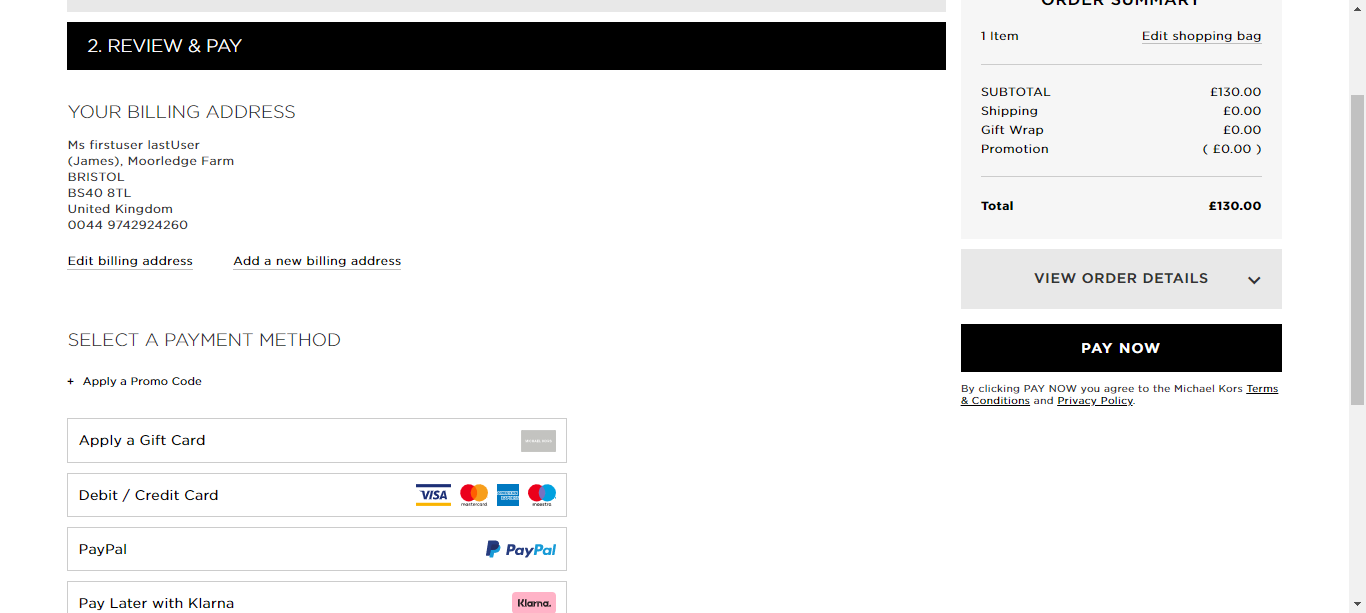 2. REVIEW & PAY
YOUR BILLING ADDRESS
Ms firstuser lastUser
(James), Moorledge Farm
BRISTOL
BS40 8TL
United Kingdom
0044 9742924260
Edit billing address
Add a new billing address
SELECT A PAYMENT METHOD
+ Apply a Promo Code
Apply a Gift Card
Debit / Credit Card
VISA
mastercard
maestro
PayPal
PayPal
Pay Later with Klarna
Klarna.
ORDER SUMMARY
1 Item
Edit shopping bag
SUBTOTAL £130.00
Shipping £0.00
Gift Wrap £0.00
Promotion ( £0.00 )
Total £130.00
VIEW ORDER DETAILS
PAY NOW
By clicking PAY NOW you agree to the Michael Kors Terms
& Conditions and Privacy Policy.